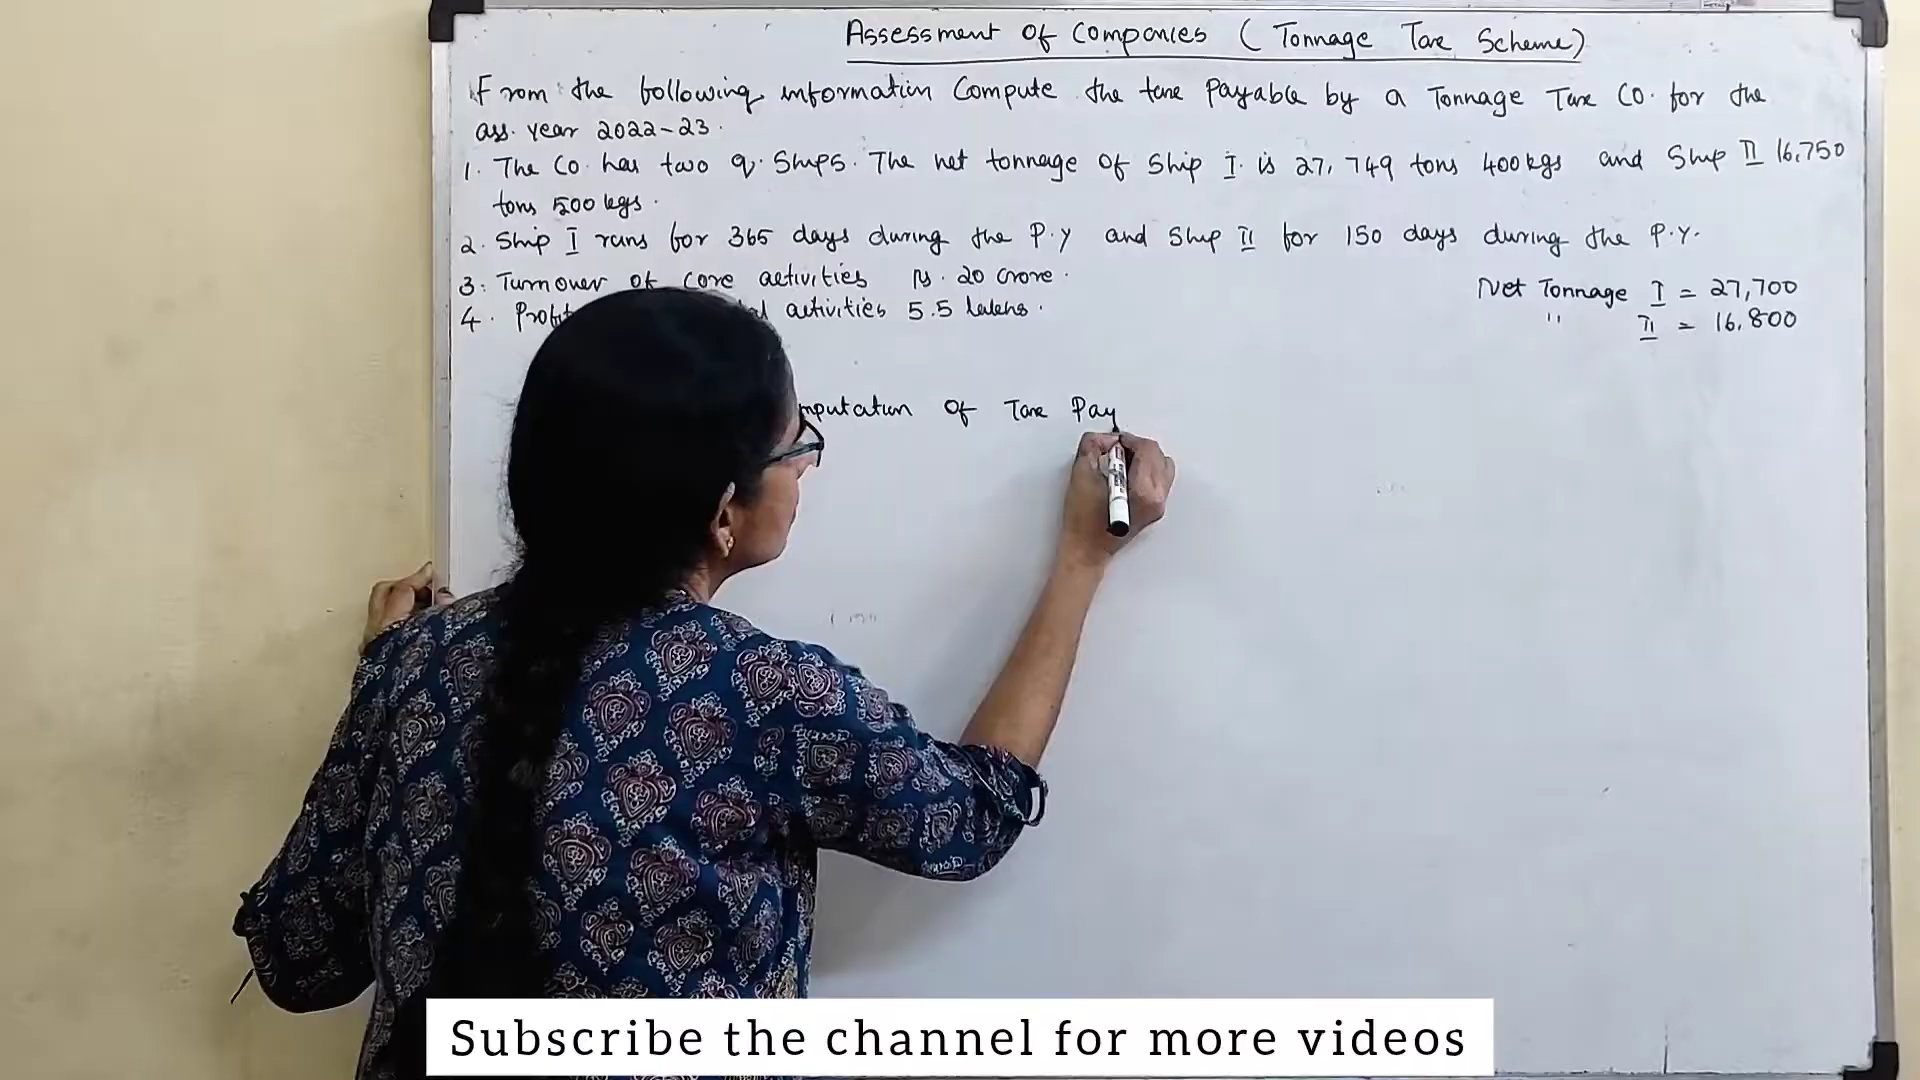 Assessment of Companies (Tonnage Tax Scheme)
From the following information Compute the tax Payable by a Tonnage Tax Co. for the
ass. year 2022-23.
1. The Co. has two q. Ships. The net tonnage of Ship I is 27,749 tons 400 kgs and Ship II 16,750
tons 500 kgs.
2. Ship I runs for 365 days during the P.Y and Ship II for 150 days during the P.Y.
3. Turnover of core activities Rs. 20 Crore.
4. Profit activities 5.5 lakhs.
Net Tonnage I = 27,700
" II = 16,800
mputation of Tax Pay
Subscribe the channel for more videos